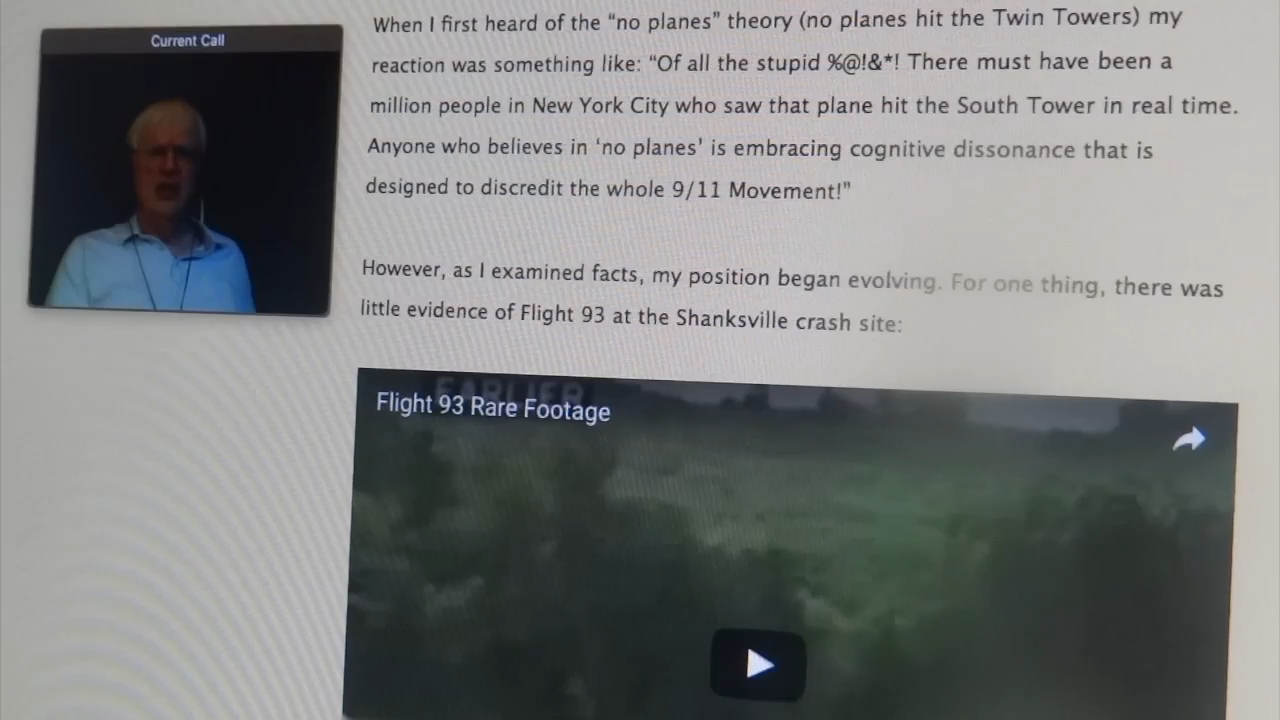 Current Call
When I first heard of the “no planes” theory (no planes hit the Twin Towers) my
reaction was something like: “Of all the stupid %@!&*! There must have been a
million people in New York City who saw that plane hit the South Tower in real time.
Anyone who believes in ‘no planes’ is embracing cognitive dissonance that is
designed to discredit the whole 9/11 Movement!"
However, as I examined facts, my position began evolving. For one thing, there was
little evidence of Flight 93 at the Shanksville crash site:
EARLIER
Flight 93 Rare Footage